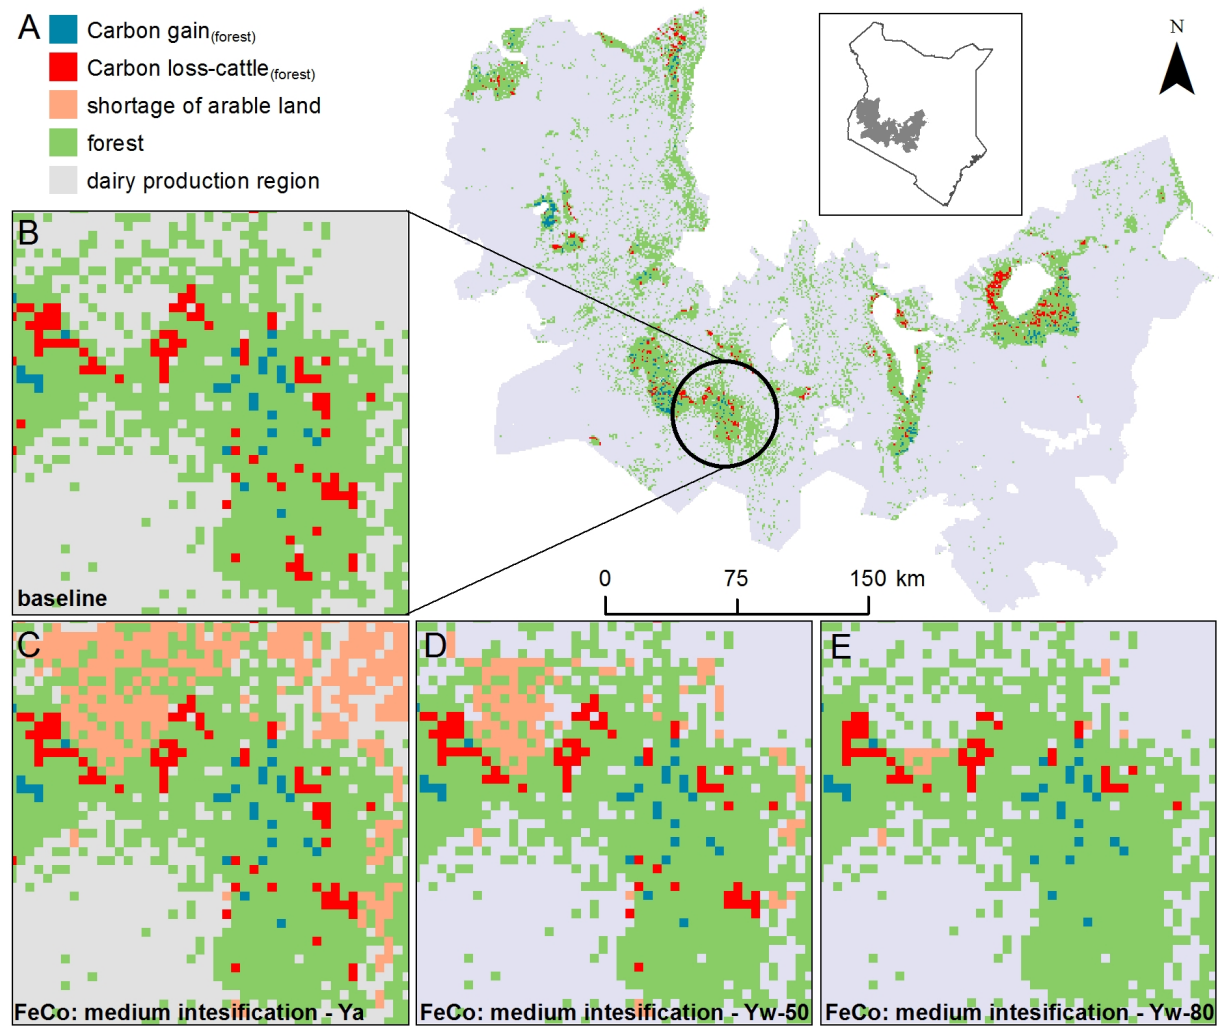 A
Carbon gain(forest)
Carbon loss-cattle(forest)
shortage of arable land
forest
dairy production region
N
B
baseline
0 75 150 km
C
FeCo: medium intesification - Ya
D
FeCo: medium intesification - Yw-50
E
FeCo: medium intesification - Yw-80